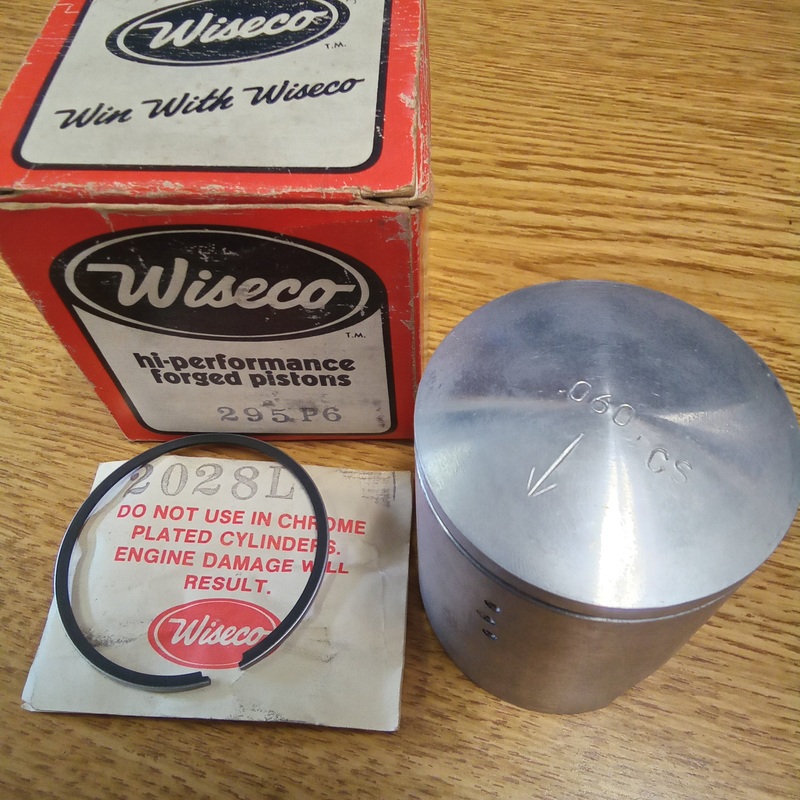 Wiseco
T.M.
Win With Wiseco
Wiseco
T.M.
hi-performance
forged pistons
295P6
2028L
DO NOT USE IN CHROME
PLATED CYLINDERS.
ENGINE DAMAGE WILL
RESULT.
Wiseco
.060.CS